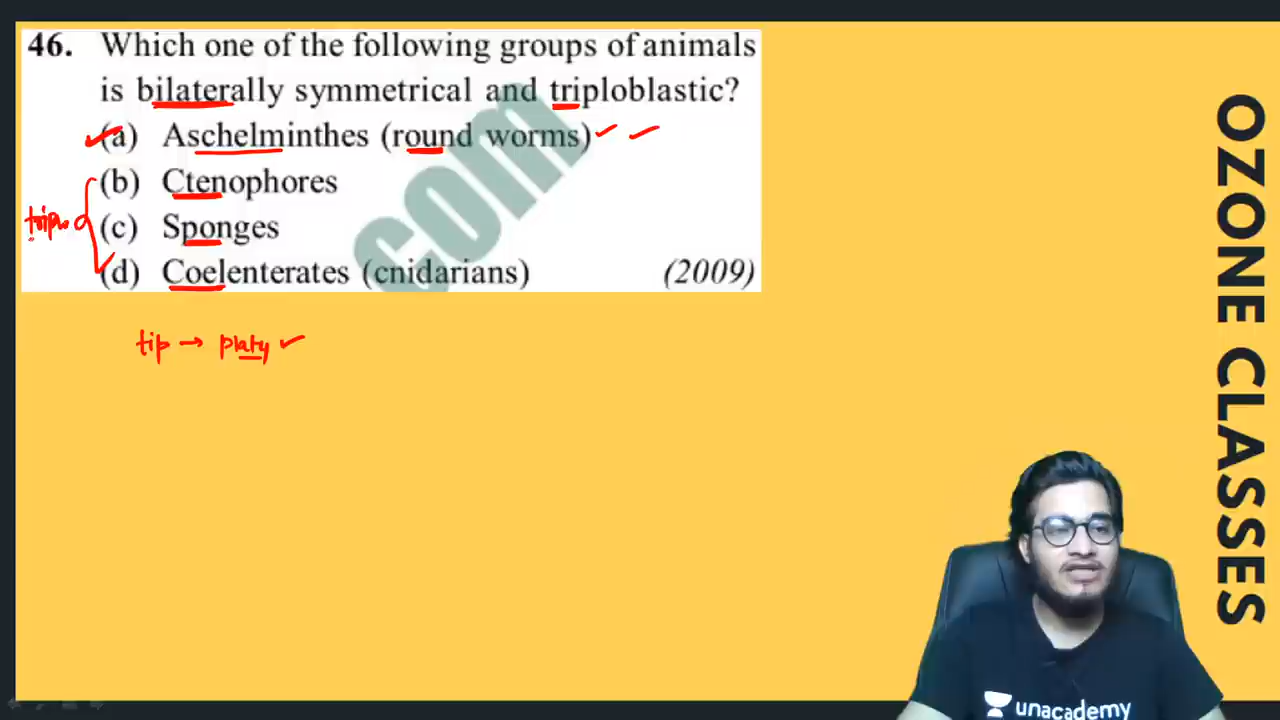 46. Which one of the following groups of animals
is bilaterally symmetrical and triploblastic?
(a) Aschelminthes (round worms)
(b) Ctenophores
(c) Sponges
(d) Coelenterates (cnidarians) (2009)
com
trip.
tip → platy
OZONE CLASSES
unacademy